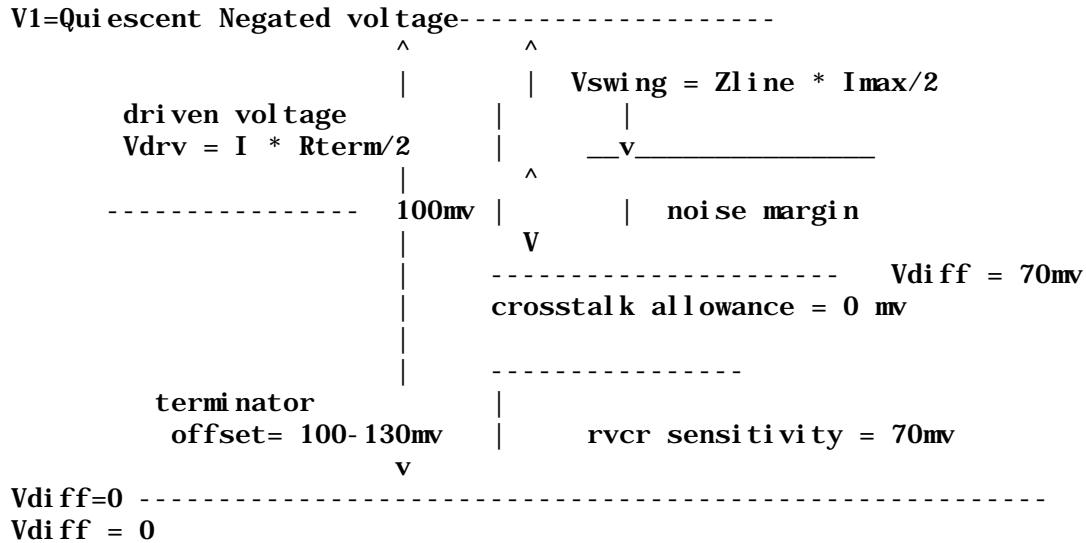 V1=Quiescent Negated voltage--------------------
^ ^
| | Vswing = Zline * Imax/2
driven voltage | |
Vdrv = I * Rterm/2 | __v_______________
| ^
---------------- 100mv | | noise margin
| V
| ---------------------- Vdiff = 70mv
| crosstalk allowance = 0 mv
|
| ----------------
terminator |
offset= 100-130mv | rvcr sensitivity = 70mv
v
Vdiff=0 ---------------------------------------------------------
Vdiff = 0